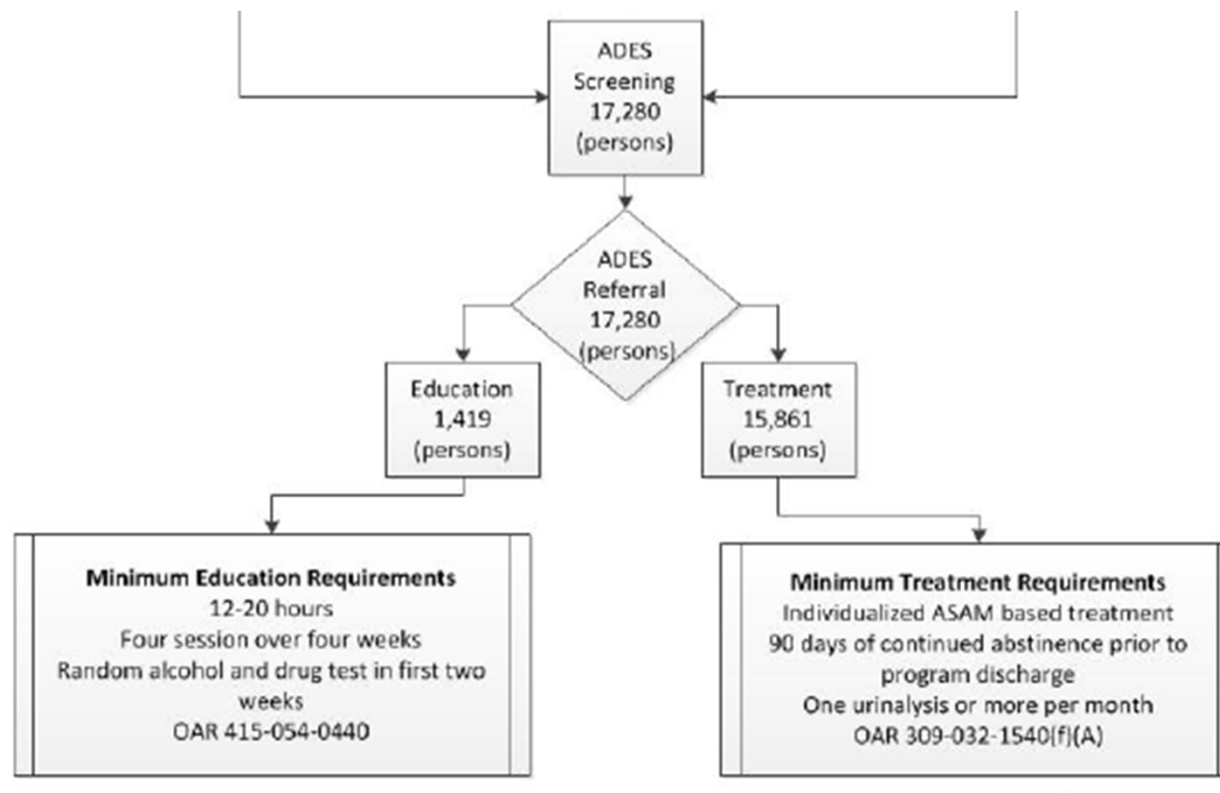 ADES
Screening
17,280
(persons)
ADES
Referral
17,280
(persons)
Education
1,419
(persons)
Treatment
15,861
(persons)
Minimum Education Requirements
12-20 hours
Four session over four weeks
Random alcohol and drug test in first two
weeks
OAR 415-054-0440
Minimum Treatment Requirements
Individualized ASAM based treatment
90 days of continued abstinence prior to
program discharge
One urinalysis or more per month
OAR 309-032-1540(f)(A)